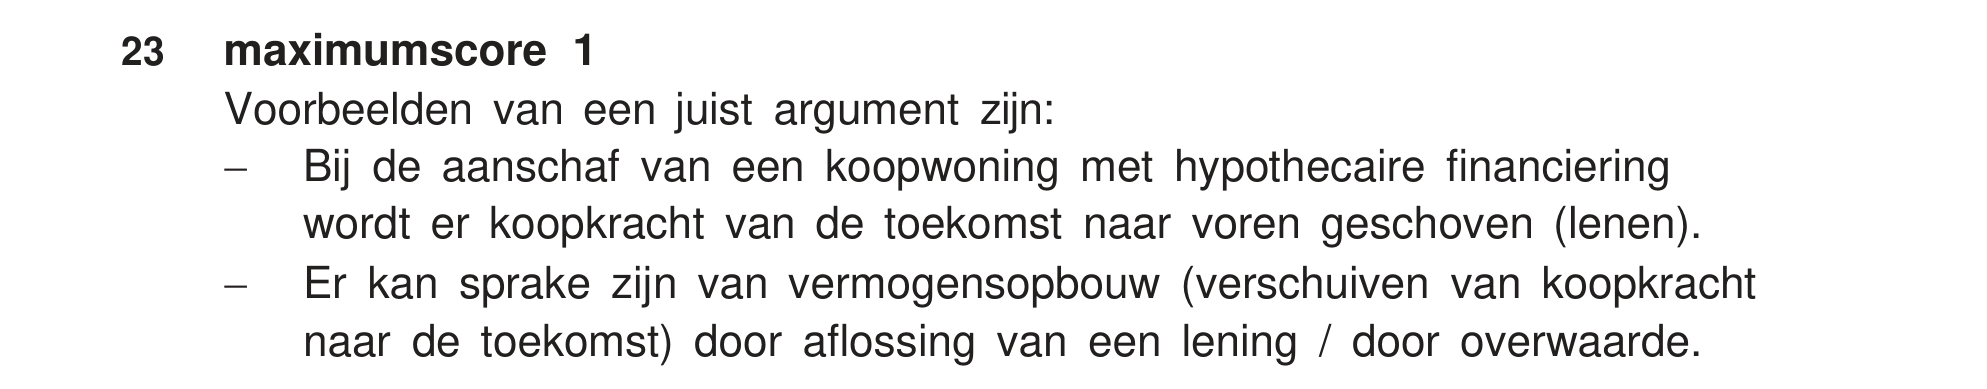 23 maximumscore 1
Voorbeelden van een juist argument zijn:
– Bij de aanschaf van een koopwoning met hypothecaire financiering
wordt er koopkracht van de toekomst naar voren geschoven (lenen).
– Er kan sprake zijn van vermogensopbouw (verschuiven van koopkracht
naar de toekomst) door aflossing van een lening / door overwaarde.